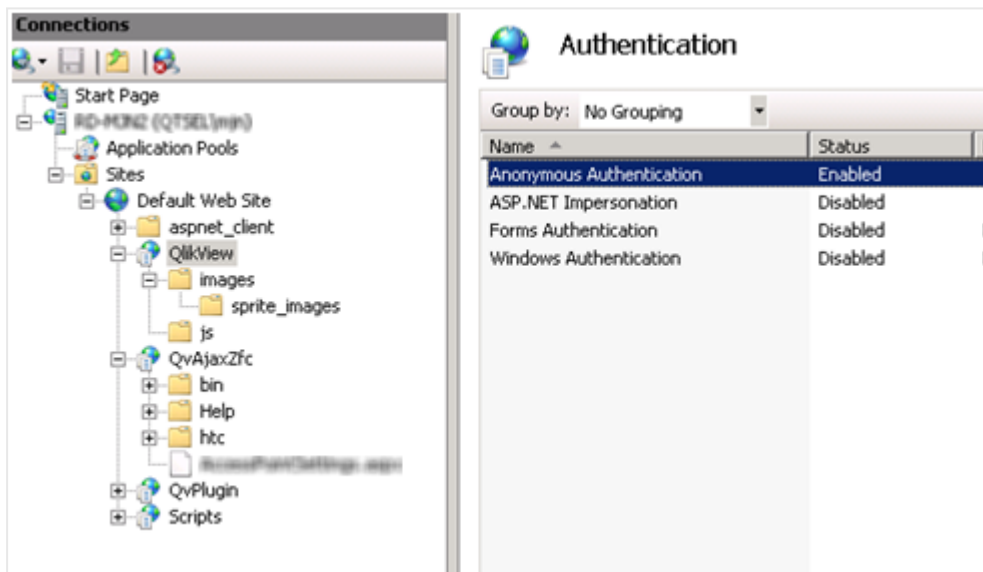 Connections
Start Page
Application Pools
Sites
Default Web Site
aspnet_client
QlikView
images
sprite_images
js
QvAjaxZfc
bin
Help
htc
QvPlugin
Scripts
Authentication
Group by: No Grouping
Name Status
Anonymous Authentication Enabled
ASP.NET Impersonation Disabled
Forms Authentication Disabled
Windows Authentication Disabled